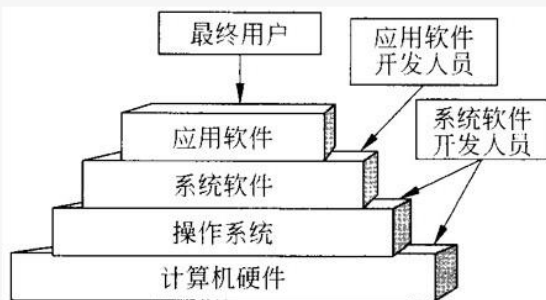 最终用户
应用软件
开发人员
系统软件
开发人员
应用软件
系统软件
操作系统
计算机硬件